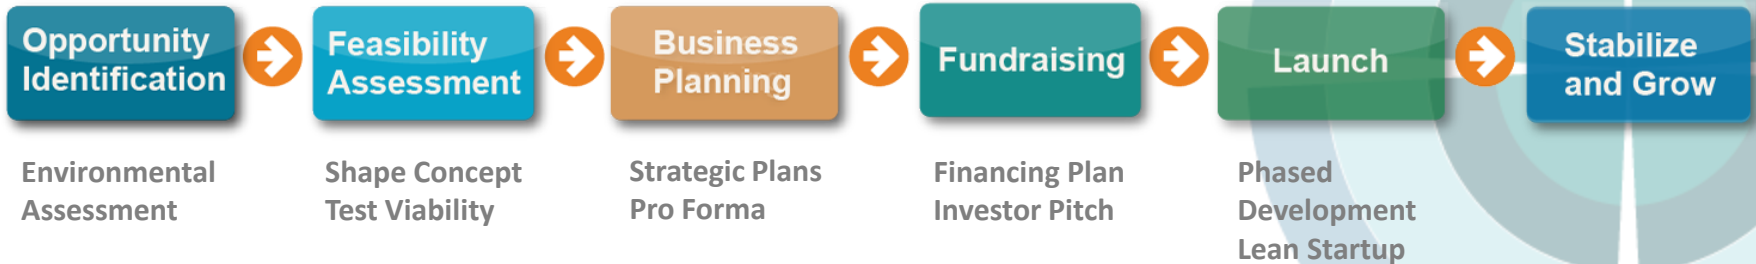 Opportunity
Identification
Feasibility
Assessment
Business
Planning
Fundraising
Launch
Stabilize
and Grow
Environmental
Assessment
Shape Concept
Test Viability
Strategic Plans
Pro Forma
Financing Plan
Investor Pitch
Phased
Development
Lean Startup